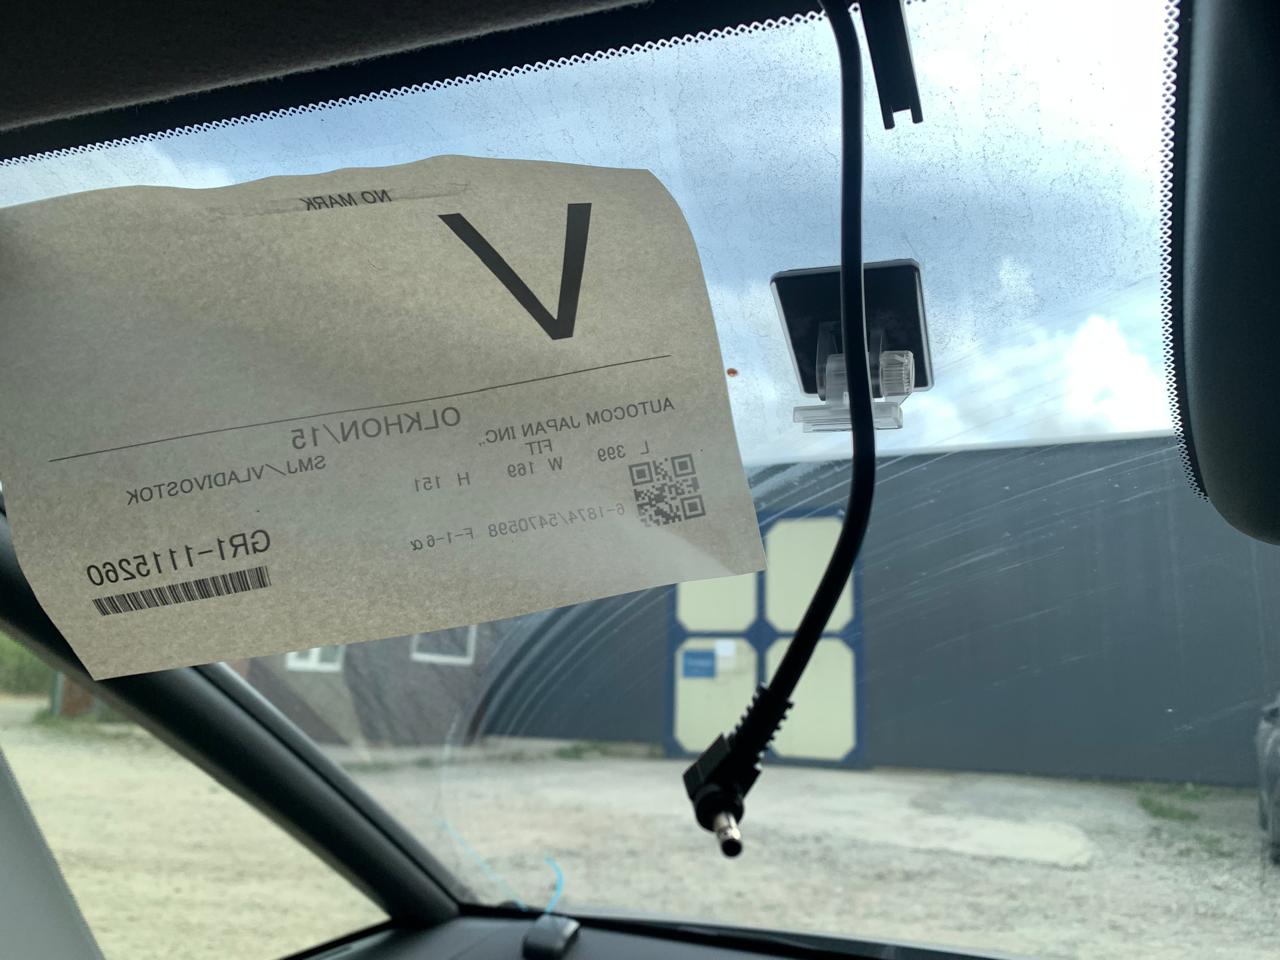 NO MARK
V
OLKHON/15
SMJ/VLADIVOSTOK
AUTOCOM JAPAN INC.,
FIT
L 399 W 169 H 151
6-1874/5470598 F-1-6α
GR1-1115260